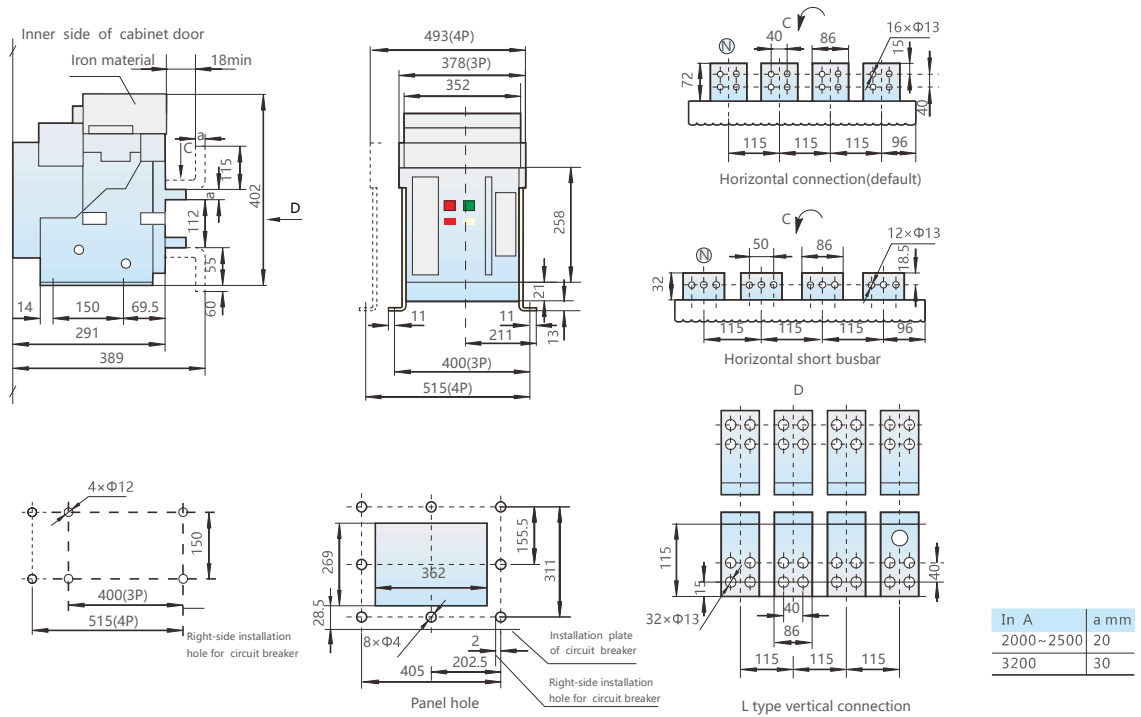 Inner side of cabinet door
Iron material
18min
a
C
115
a
402
D
112
55
60
14
150
69.5
291
389
493(4P)
378(3P)
352
258
21
11
11
13
211
400(3P)
515(4P)
C
16×Φ13
N
40
86
15
72
40
115
115
115
96
Horizontal connection(default)
C
12×Φ13
N
50
86
18.5
32
115
115
115
96
Horizontal short busbar
D
115
15
40
32×Φ13
40
86
115
115
115
L type vertical connection
4×Φ12
150
400(3P)
515(4P)
Right-side installation
hole for circuit breaker
269
362
155.5
311
28.5
8×Φ4
2
Installation plate
of circuit breaker
202.5
405
Right-side installation
hole for circuit breaker
Panel hole
In A a mm
2000~2500 20
3200 30